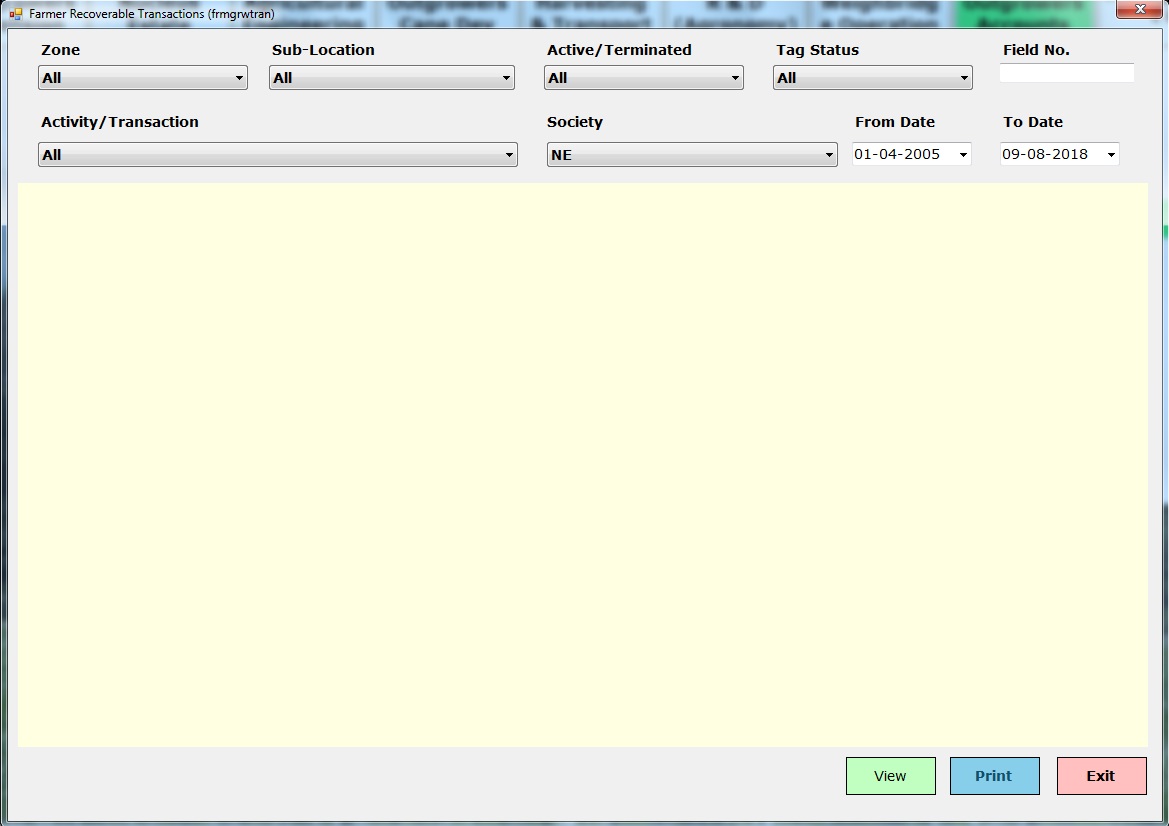 Farmer Recoverable Transactions (frmgrwtran)
Zone Sub-Location Active/Terminated Tag Status Field No.
All All All All
Activity/Transaction Society From Date To Date
All NE 01-04-2005 09-08-2018
View Print Exit